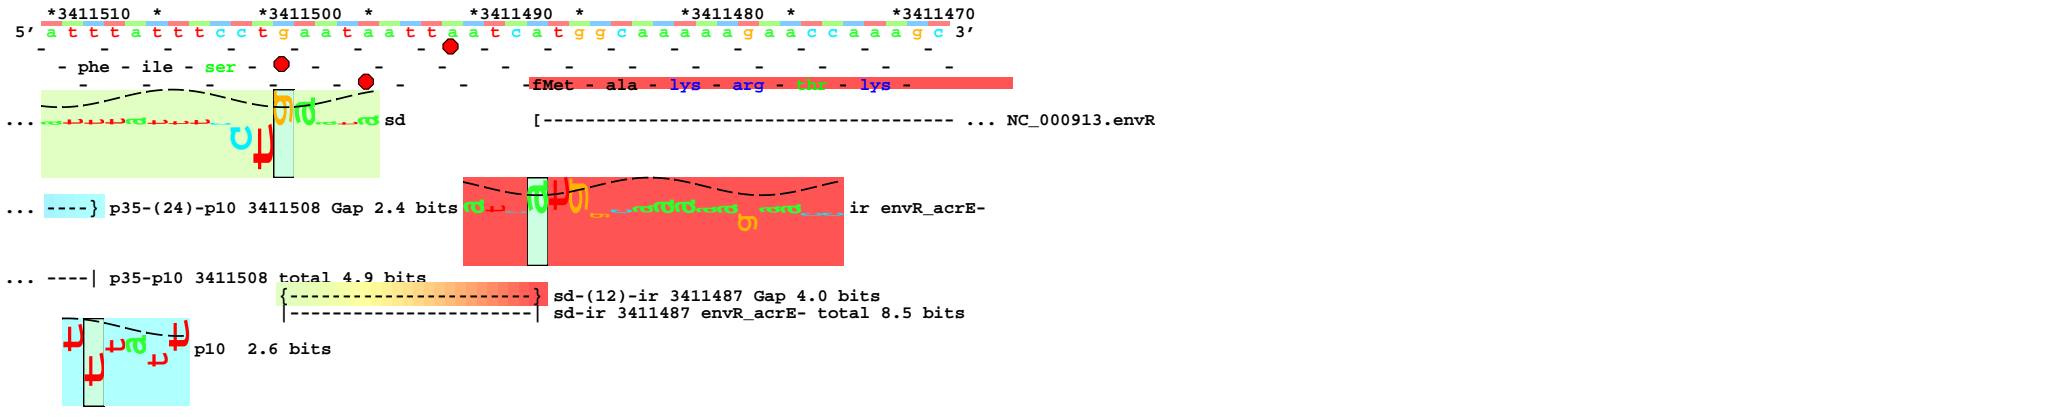 *3411510 * *3411500 * *3411490 * *3411480 * *3411470
5’ a t t t a t t t c c t g a a t a a t t a a t c a t g g c a a a a a g a a c c a a a g c 3’
- - - - - - - - - - - - - -
- phe - ile - ser - - - - - - - - - - -
- - - - - - - -fMet - ala - lys - arg - thr - lys -
... a t t t a t t t c c t g a a t a sd [--------------------------------------- ... NC_000913.envR
... ----} p35-(24)-p10 3411508 Gap 2.4 bits a t c a t g g c a a a a a g a a c c ir envR_acrE-
... ----| p35-p10 3411508 total 4.9 bits
{-----------------------} sd-(12)-ir 3411487 Gap 4.0 bits
|-----------------------| sd-ir 3411487 envR_acrE- total 8.5 bits
t t t a t t p10 2.6 bits